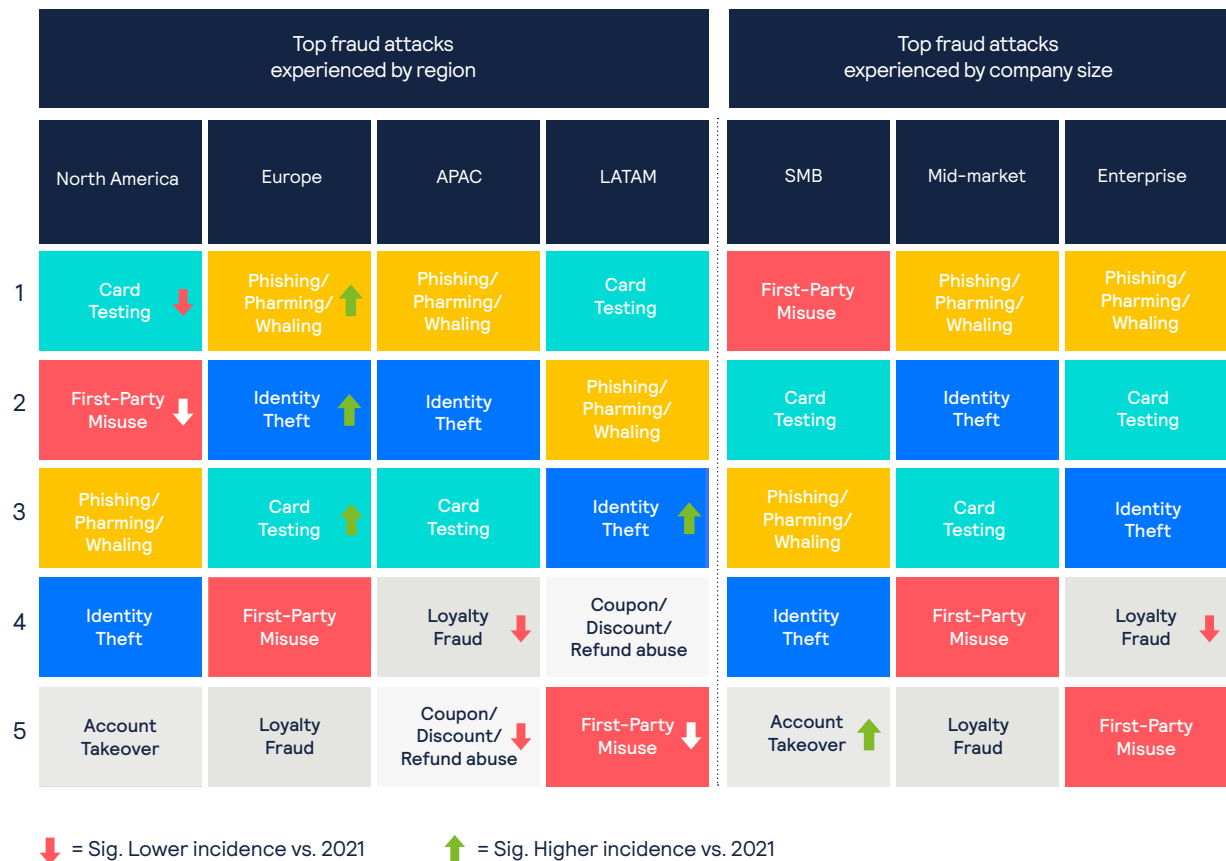 Top fraud attacks
experienced by region
Top fraud attacks
experienced by company size
North America
Europe
APAC
LATAM
SMB
Mid-market
Enterprise
1
Card
Testing
Phishing/
Pharming/
Whaling
Phishing/
Pharming/
Whaling
Card
Testing
First-Party
Misuse
Phishing/
Pharming/
Whaling
Phishing/
Pharming/
Whaling
2
First-Party
Misuse
Identity
Theft
Identity
Theft
Phishing/
Pharming/
Whaling
Card
Testing
Identity
Theft
Card
Testing
3
Phishing/
Pharming/
Whaling
Card
Testing
Card
Testing
Identity
Theft
Phishing/
Pharming/
Whaling
Card
Testing
Identity
Theft
4
Identity
Theft
First-Party
Misuse
Loyalty
Fraud
Coupon/
Discount/
Refund abuse
Identity
Theft
First-Party
Misuse
Loyalty
Fraud
5
Account
Takeover
Loyalty
Fraud
Coupon/
Discount/
Refund abuse
First-Party
Misuse
Account
Takeover
Loyalty
Fraud
First-Party
Misuse
= Sig. Lower incidence vs. 2021
= Sig. Higher incidence vs. 2021